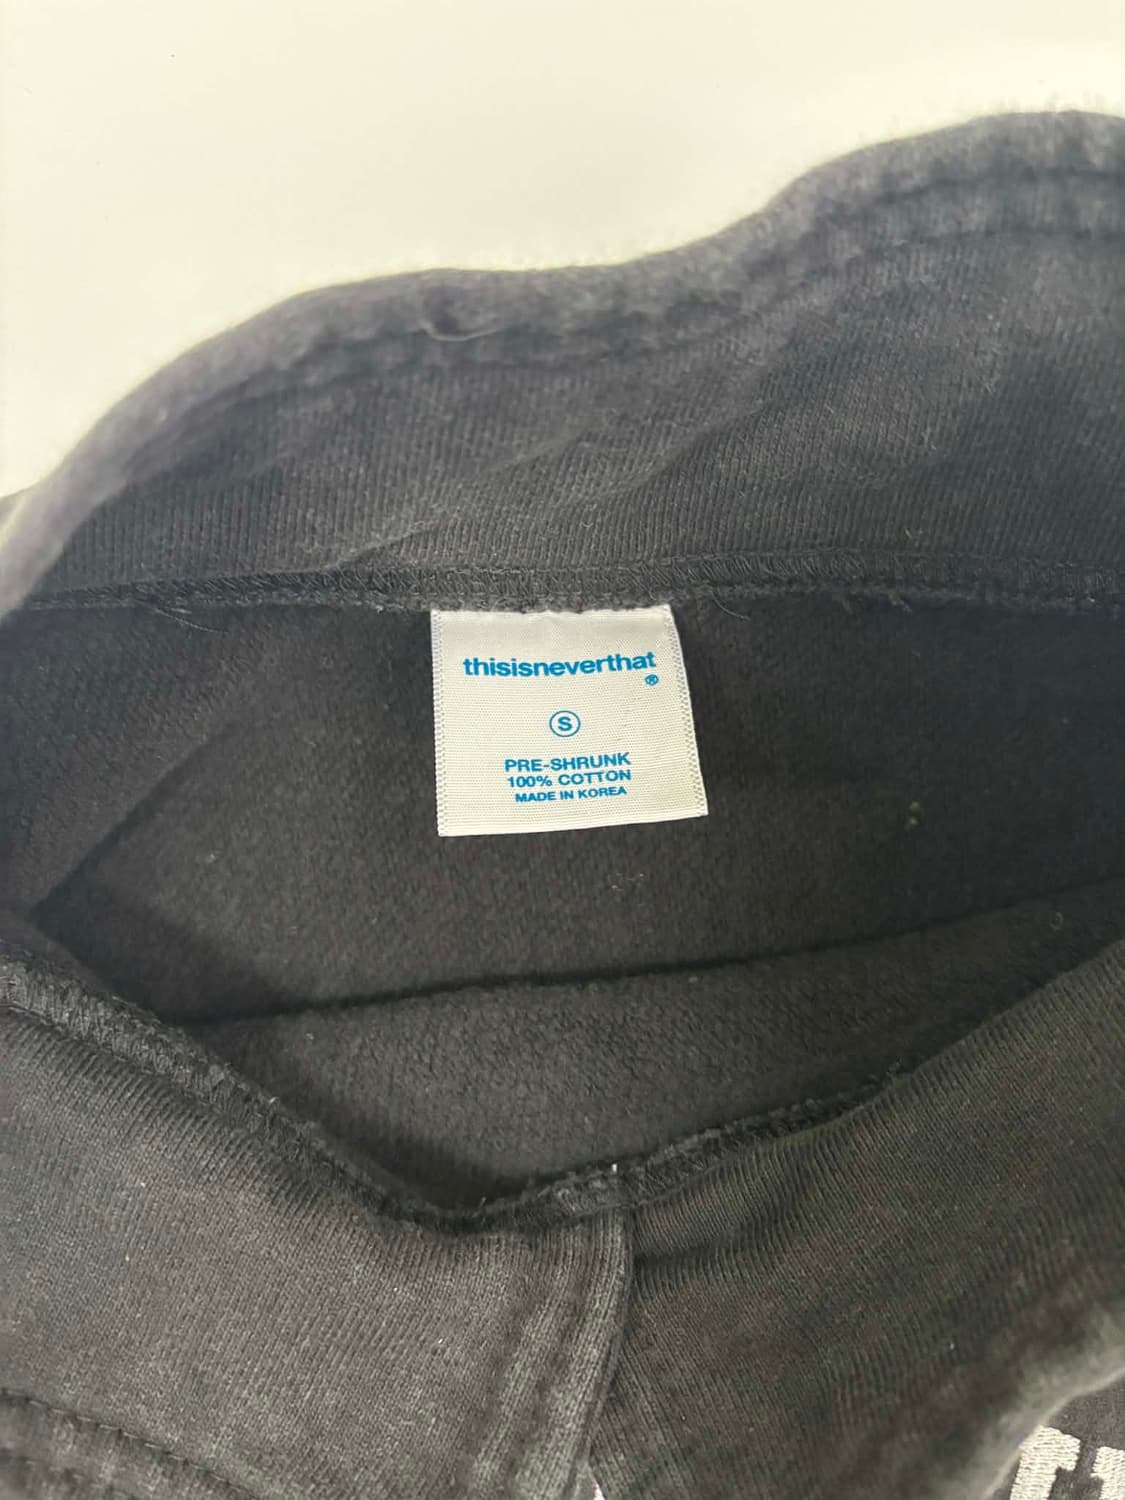 thisisneverthat
®
S
PRE-SHRUNK
100% COTTON
MADE IN KOREA